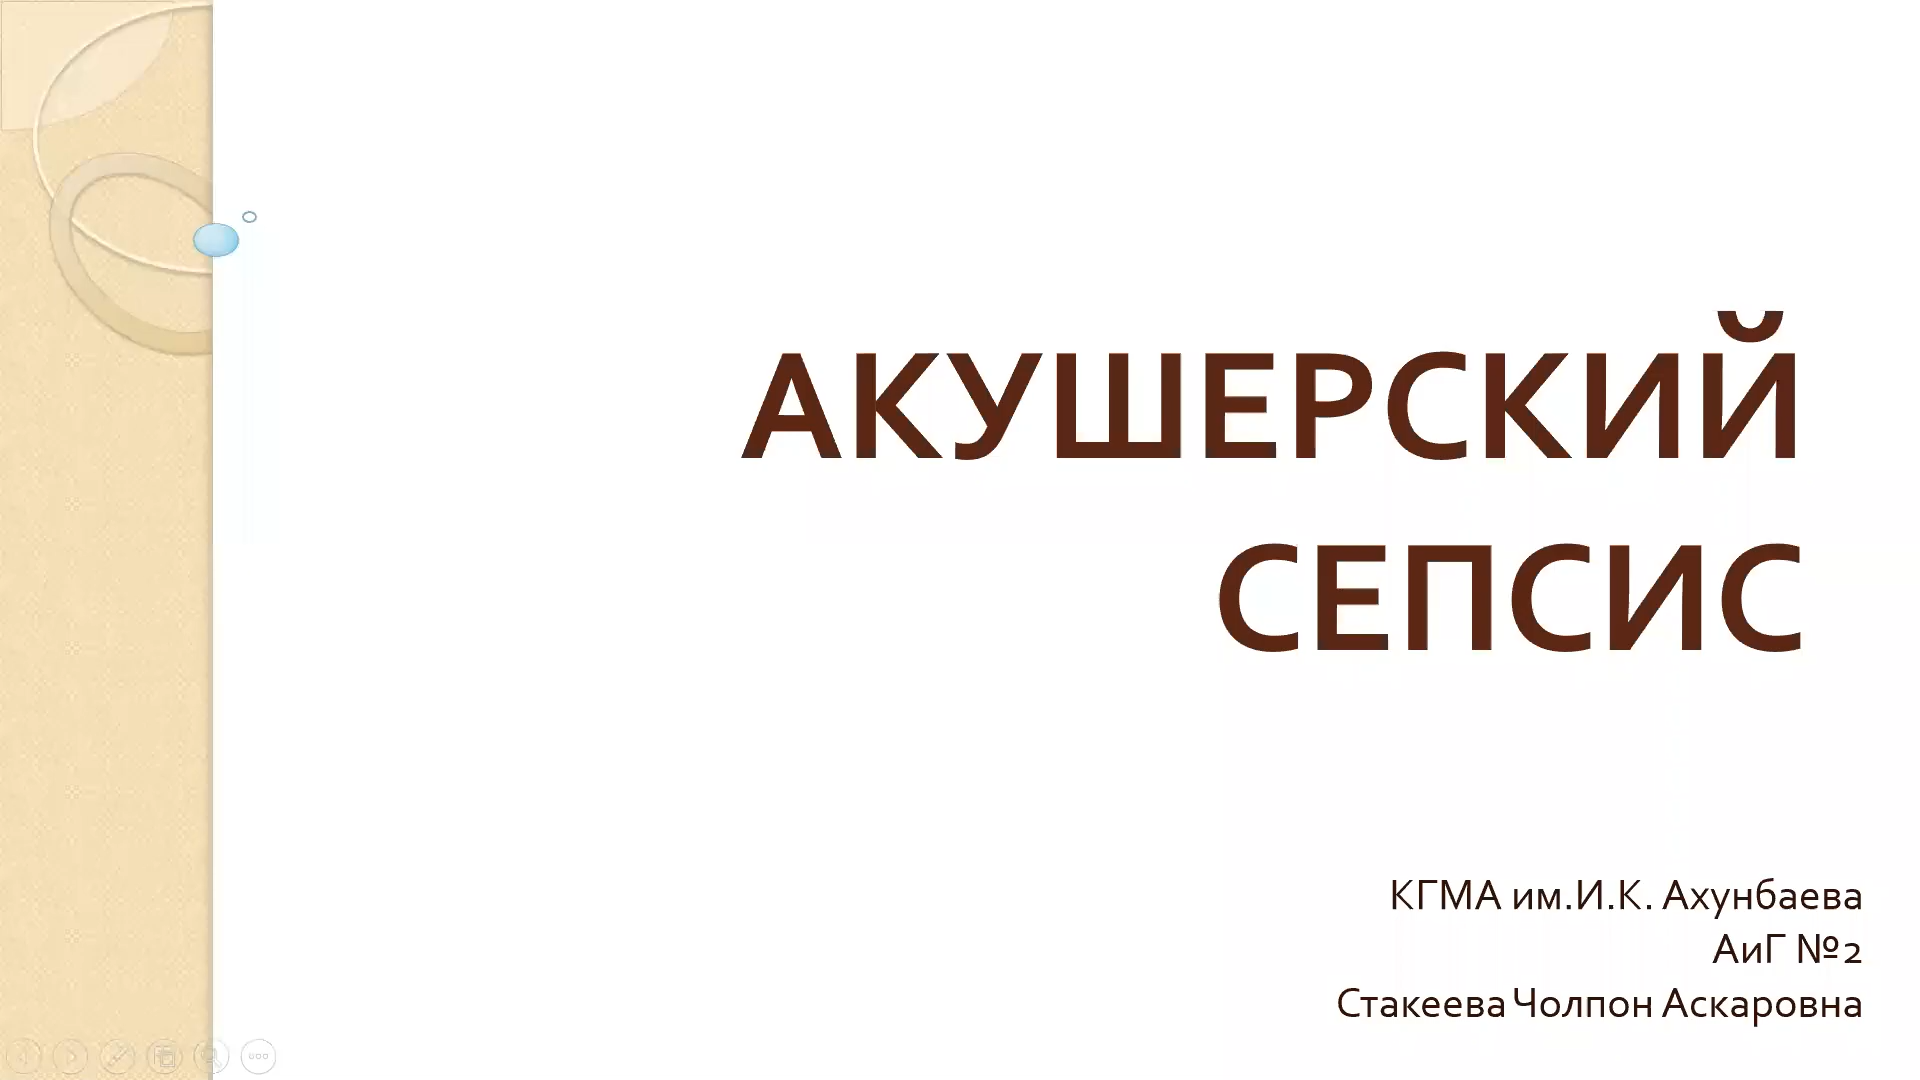 АКУШЕРСКИЙ
СЕПСИС
КГМА им.И.К. Ахунбаева
АиГ №2
Стакеева Чолпон Аскаровна